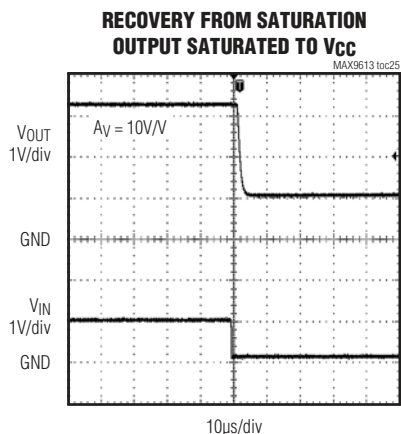 RECOVERY FROM SATURATION
OUTPUT SATURATED TO VCC
MAX9613 toc25
AV = 10V/V
VOUT
1V/div
GND
VIN
1V/div
GND
10µs/div